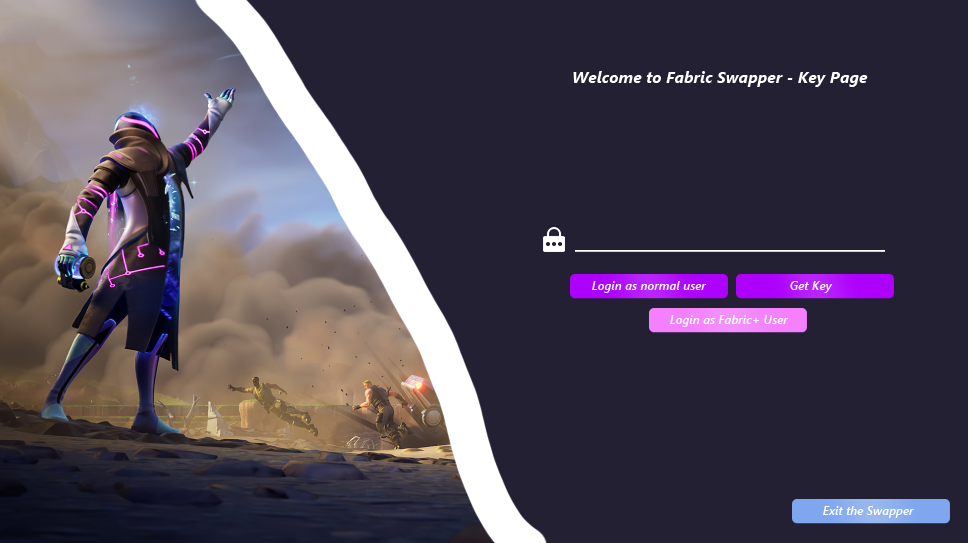 Welcome to Fabric Swapper - Key Page
Login as normal user
Get Key
Login as Fabric+ User
Exit the Swapper